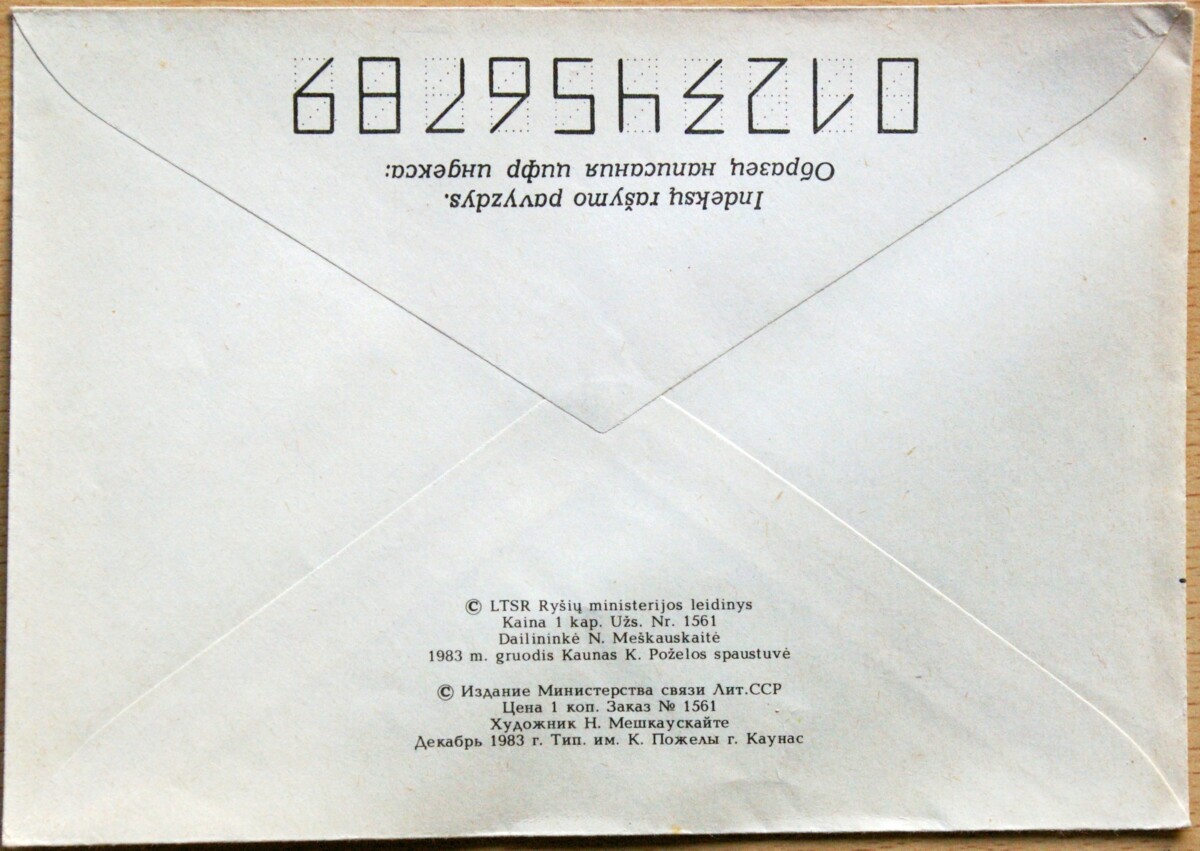 Indeksų rašymo pavyzdys.
Образец написания цифр индекса:
0123456789
© LTSR Ryšių ministerijos leidinys
Kaina 1 kap. Užs. Nr. 1561
Dailininkė N. Meškauskaitė
1983 m. gruodis Kaunas K. Poželos spaustuvė
© Издание Министерства связи Лит.ССР
Цена 1 коп. Заказ № 1561
Художник Н. Мешкаускайте
Декабрь 1983 г. Тип. им. К. Пожелы г. Каунас